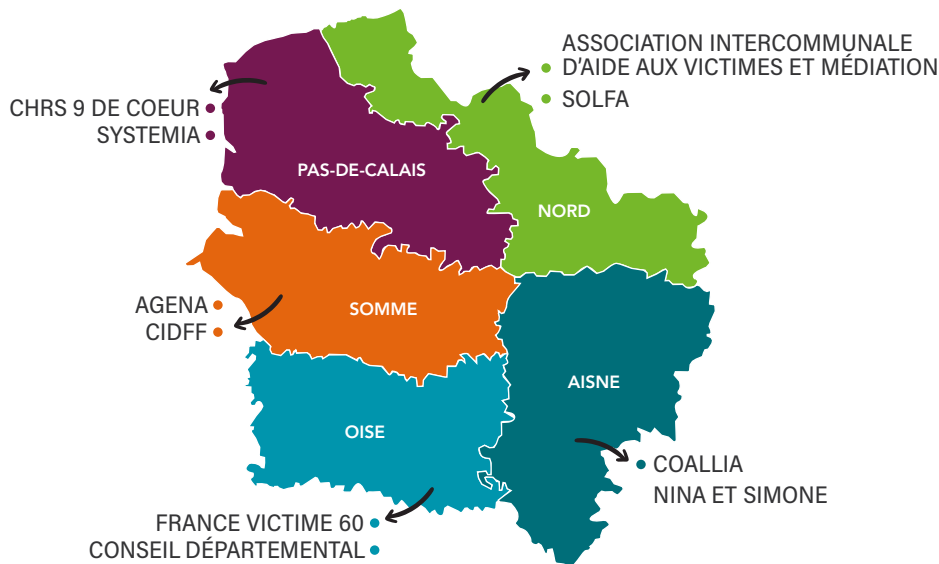 ASSOCIATION INTERCOMMUNALE
D'AIDE AUX VICTIMES ET MÉDIATION
SOLFA
CHRS 9 DE COEUR
SYSTEMIA
PAS-DE-CALAIS
NORD
AGENA
CIDFF
SOMME
AISNE
OISE
COALLIA
NINA ET SIMONE
FRANCE VICTIME 60
CONSEIL DÉPARTEMENTAL